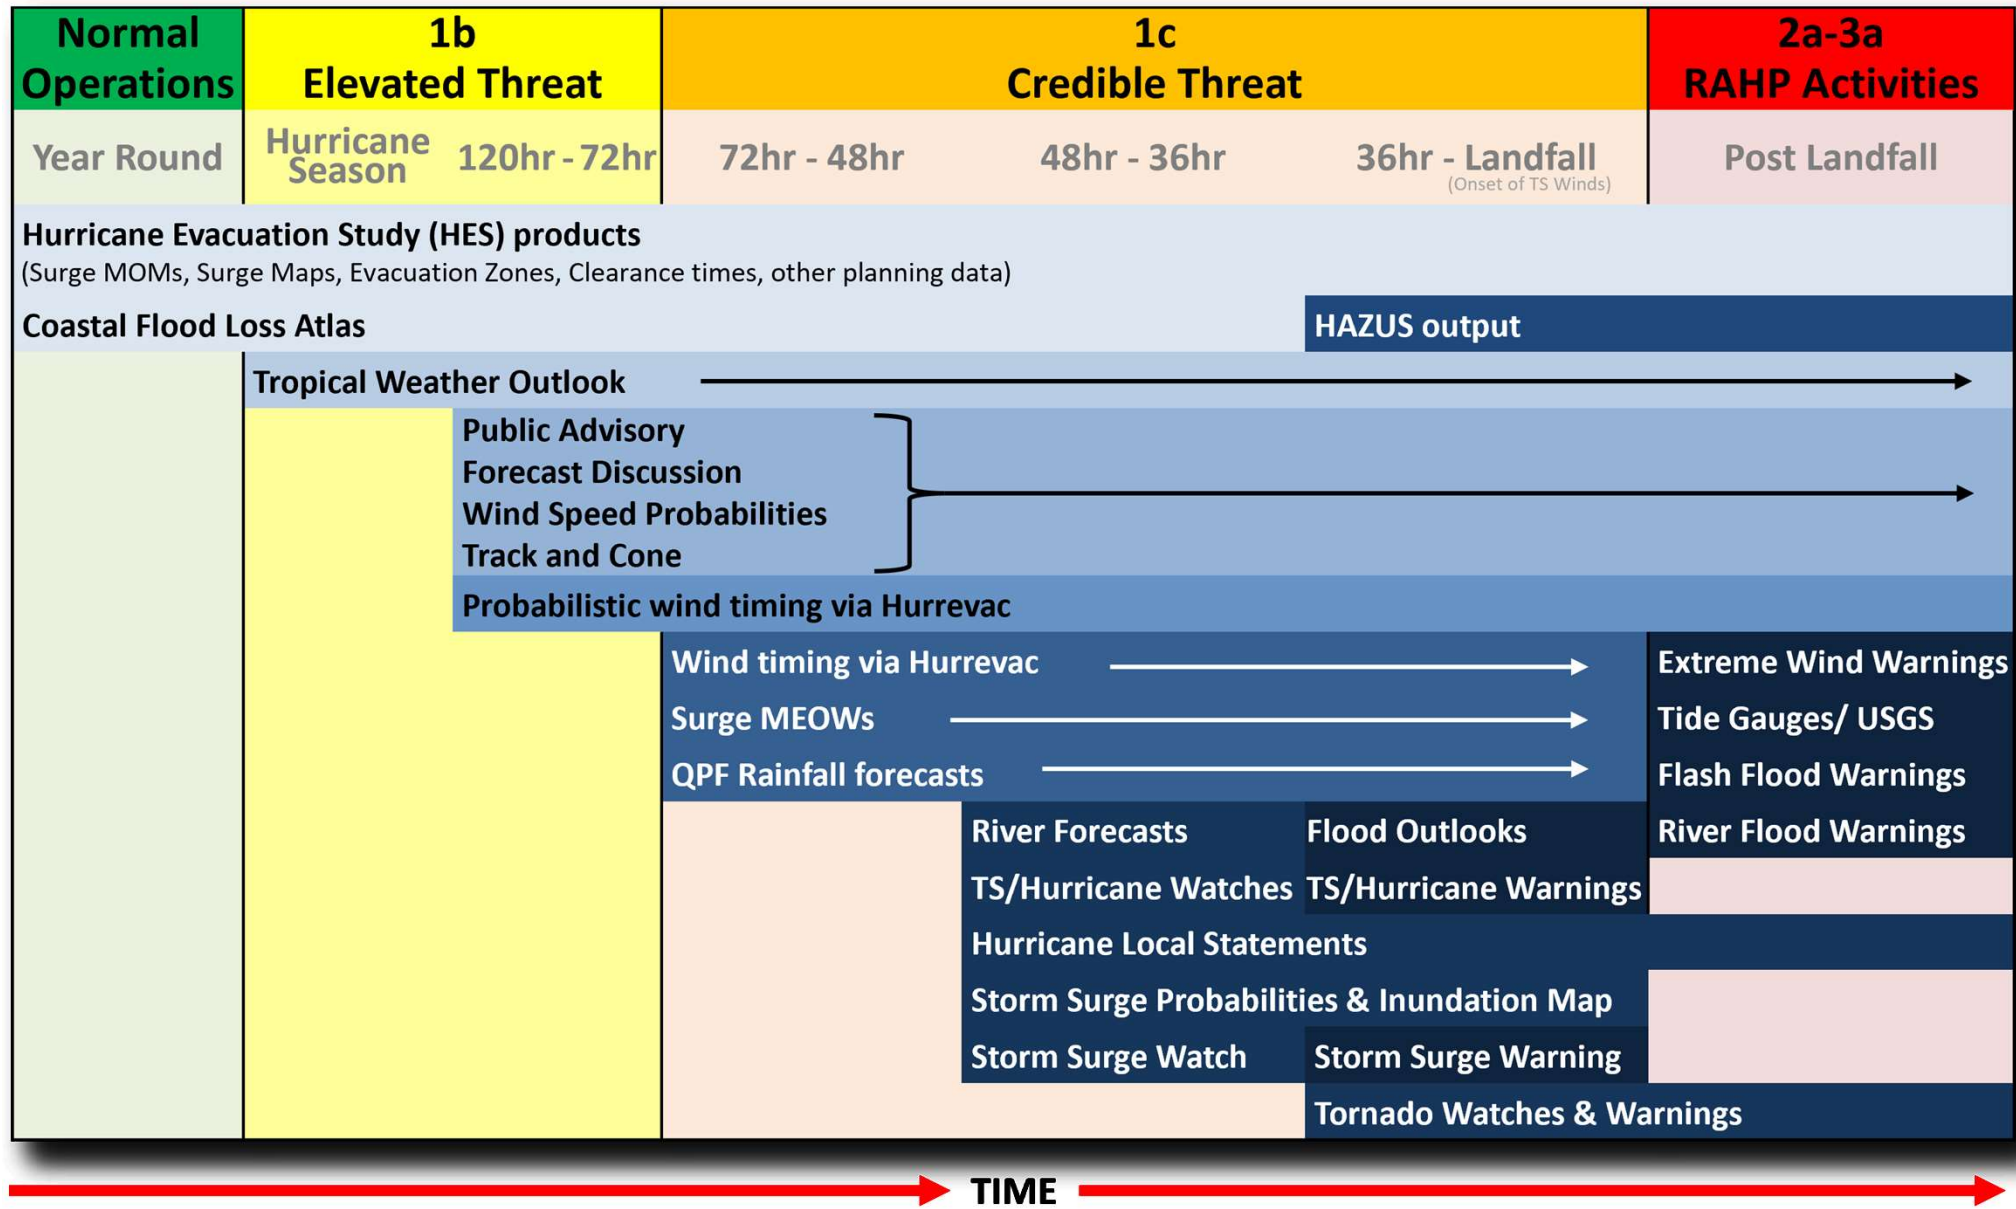 Normal
Operations
1b
Elevated Threat
1c
Credible Threat
2a-3a
RAHP Activities
Year Round
Hurricane
Season
120hr - 72hr
72hr - 48hr
48hr - 36hr
36hr - Landfall
(Onset of TS Winds)
Post Landfall
Hurricane Evacuation Study (HES) products
(Surge MOMs, Surge Maps, Evacuation Zones, Clearance times, other planning data)
Coastal Flood Loss Atlas
HAZUS output
Tropical Weather Outlook
Public Advisory
Forecast Discussion
Wind Speed Probabilities
Track and Cone
Probabilistic wind timing via Hurrevac
Wind timing via Hurrevac
Extreme Wind Warnings
Surge MEOWs
Tide Gauges/ USGS
QPF Rainfall forecasts
Flash Flood Warnings
River Forecasts
Flood Outlooks
River Flood Warnings
TS/Hurricane Watches
TS/Hurricane Warnings
Hurricane Local Statements
Storm Surge Probabilities & Inundation Map
Storm Surge Watch
Storm Surge Warning
Tornado Watches & Warnings
TIME